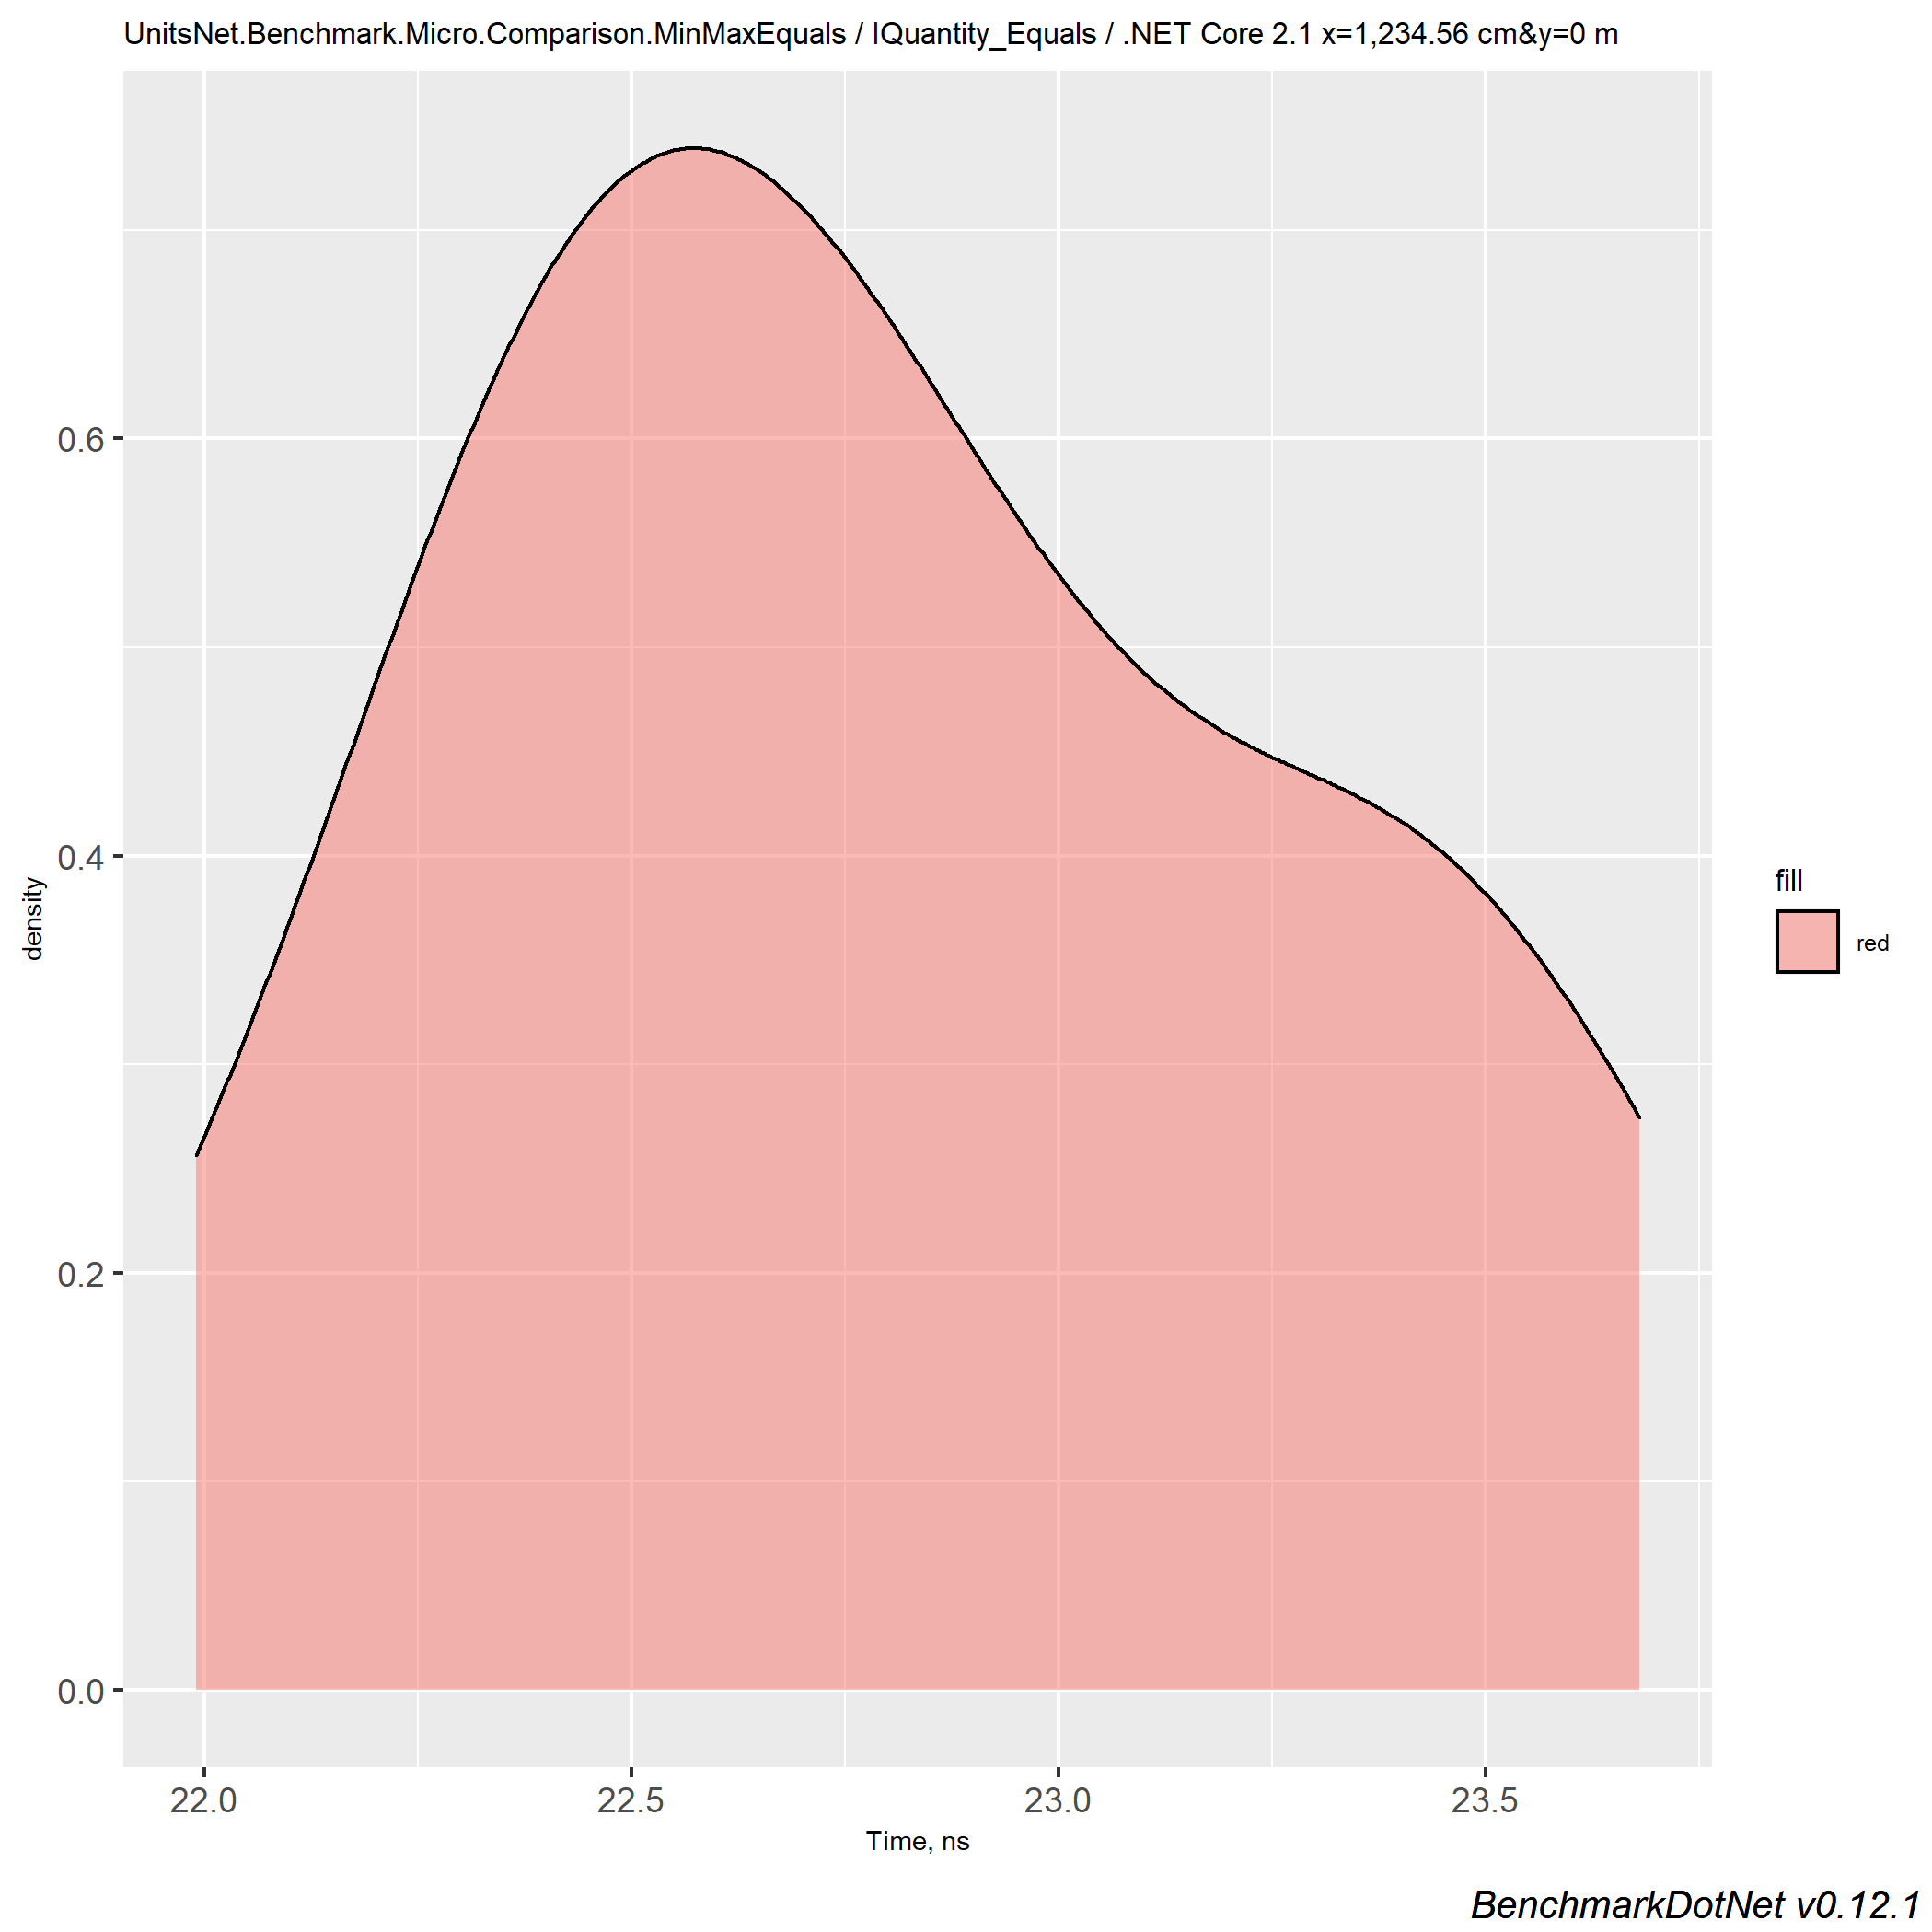 UnitsNet.Benchmark.Micro.Comparison.MinMaxEquals / IQuantity_Equals / .NET Core 2.1 x=1,234.56 cm&y=0 m
0.6
0.4
0.2
0.0
density
22.0 22.5 23.0 23.5
Time, ns
fill
red
BenchmarkDotNet v0.12.1